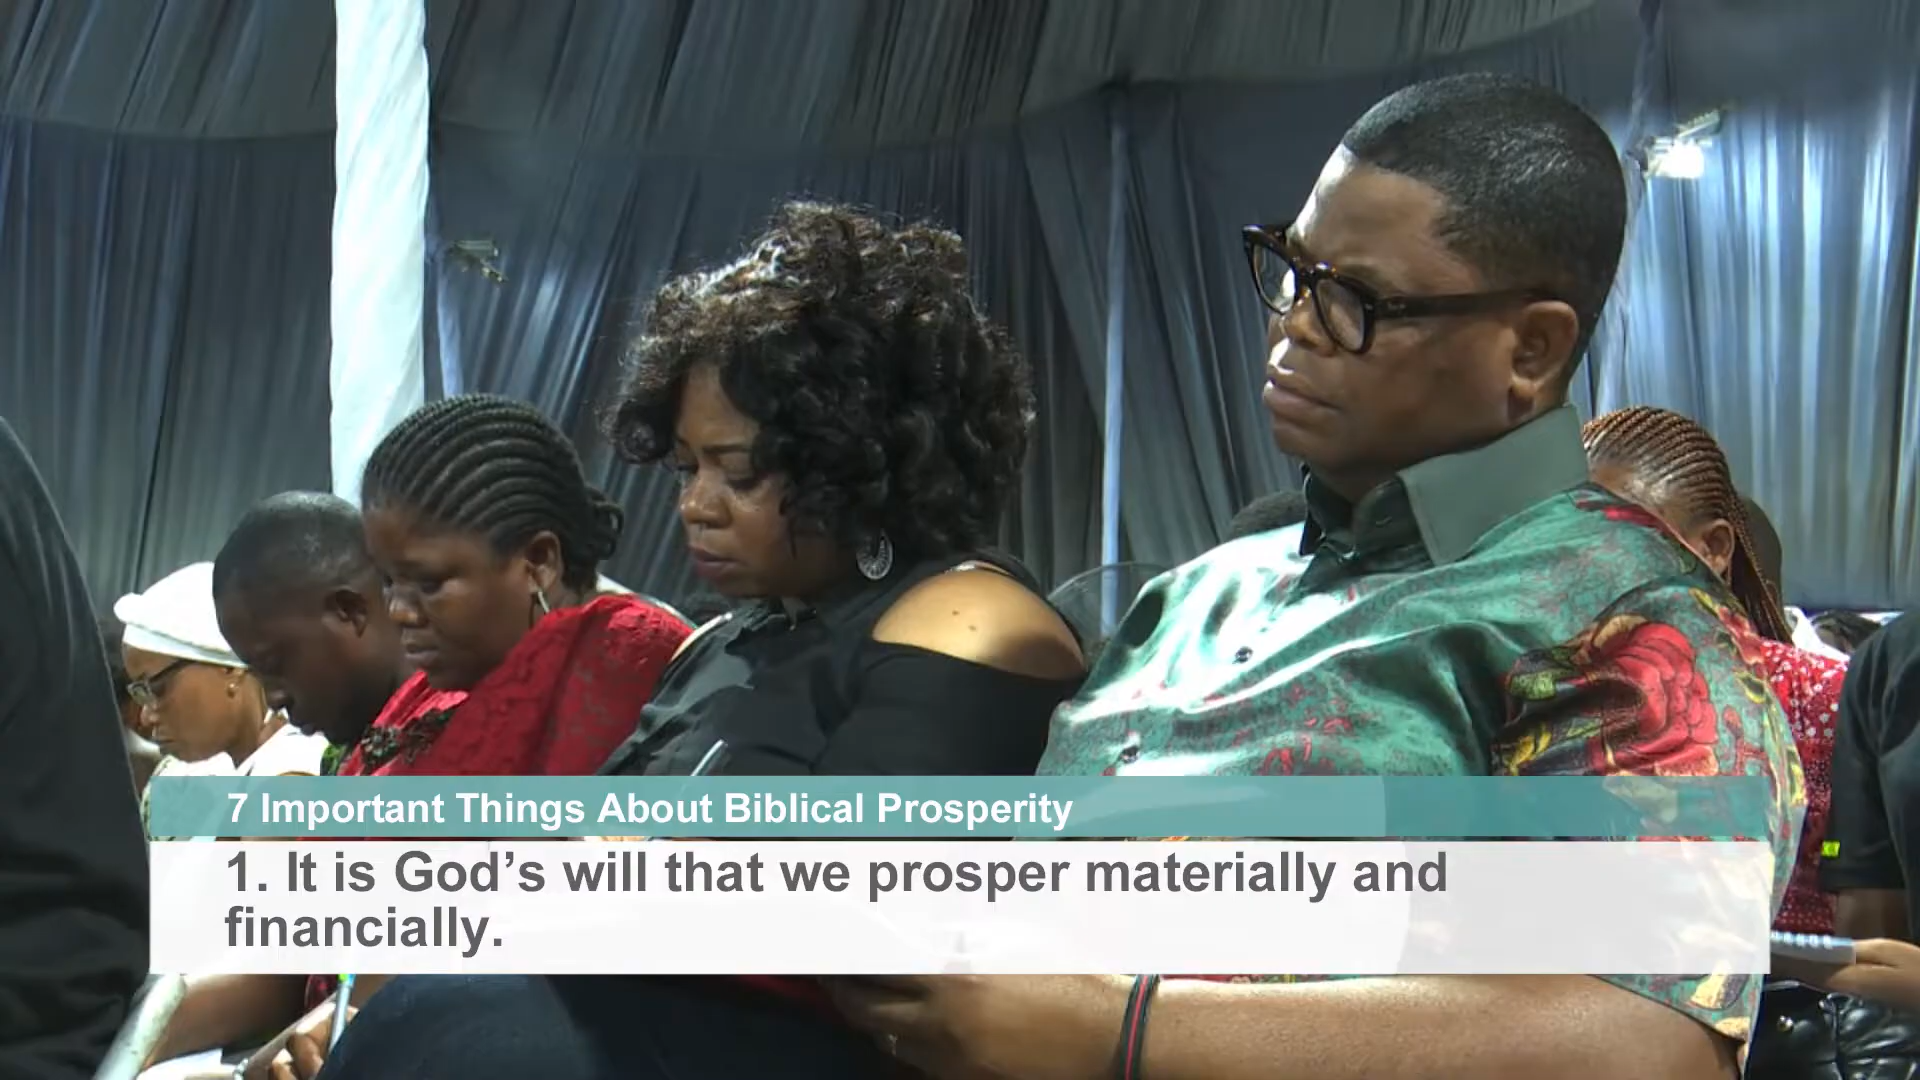 7 Important Things About Biblical Prosperity
1. It is God’s will that we prosper materially and
financially.